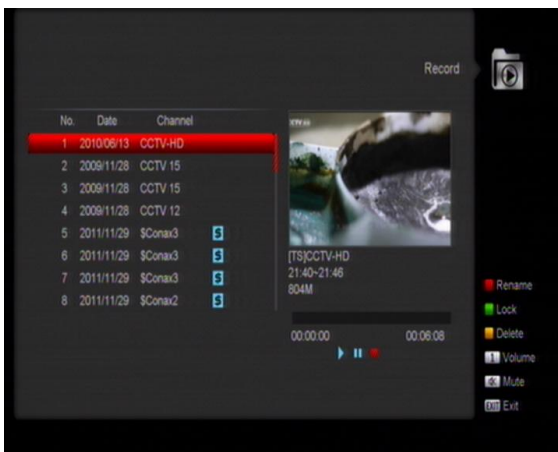 Record
No. Date Channel
1 2010/06/13 CCTV-HD
2 2009/11/28 CCTV 15
3 2009/11/28 CCTV 15
4 2009/11/28 CCTV 12
5 2011/11/29 $Conax3 S
6 2011/11/29 $Conax3 S
7 2011/11/29 $Conax3 S
8 2011/11/29 $Conax2 S
[TS]CCTV-HD
21:40~21:46
804M
00:00:00 00:06:08
Rename
Lock
Delete
1 Volume
Mute
EXIT Exit